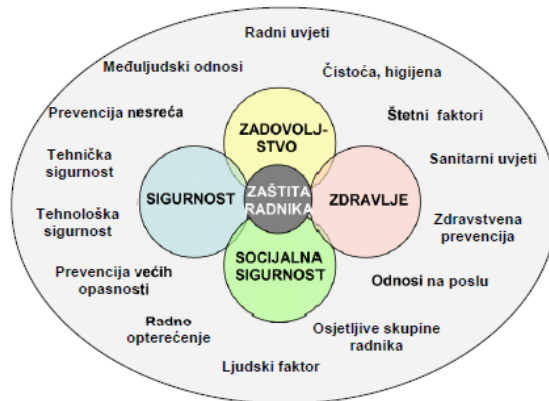 Radni uvjeti
Međuljudski odnosi
Čistoća, higijena
Prevencija nesreća
ZADOVOLJ-
STVO
Štetni faktori
Tehnička
sigurnost
Sanitarni uvjeti
SIGURNOST
ZAŠTITA
RADNIKA
ZDRAVLJE
Tehnološka
sigurnost
Zdravstvena
prevencija
SOCIJALNA
SIGURNOST
Prevencija većih
opasnosti
Odnosi na poslu
Radno
opterećenje
Osjetljive skupine
radnika
Ljudski faktor